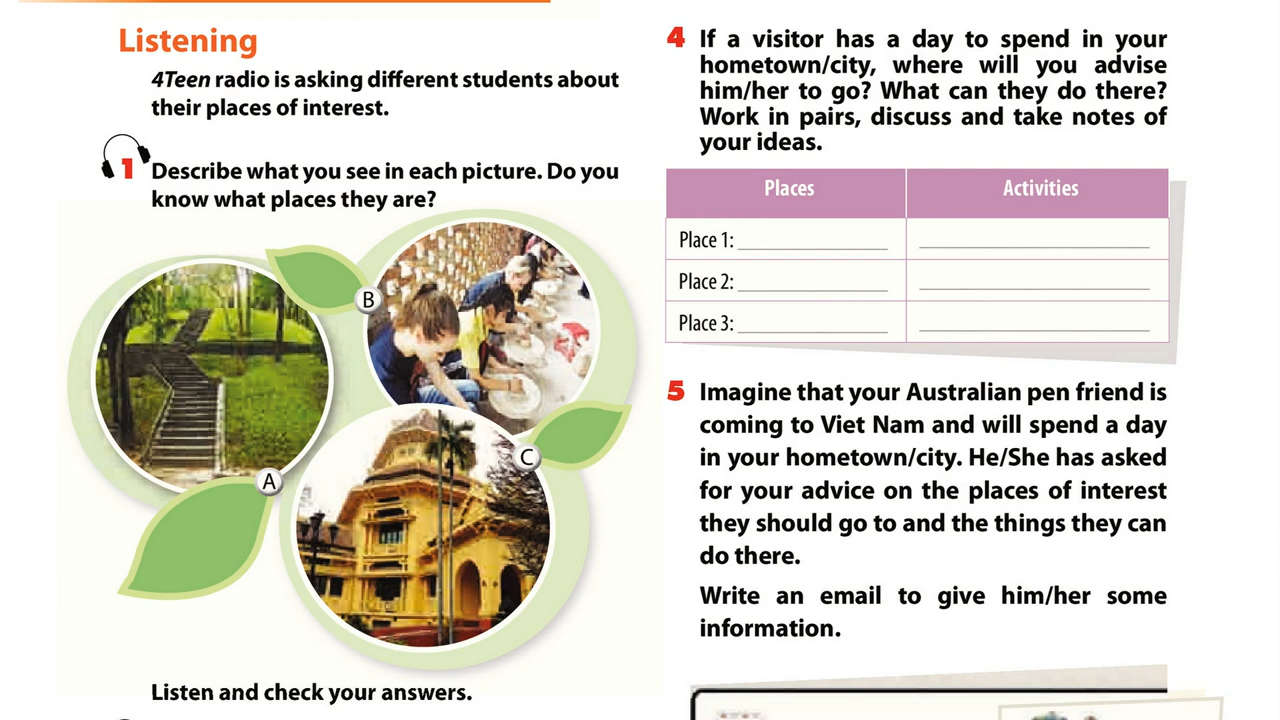 Listening
4Teen radio is asking different students about
their places of interest.
1 Describe what you see in each picture. Do you
know what places they are?
B
A
C
Listen and check your answers.
4 If a visitor has a day to spend in your
hometown/city, where will you advise
him/her to go? What can they do there?
Work in pairs, discuss and take notes of
your ideas.
Places Activities
Place 1:
Place 2:
Place 3:
5 Imagine that your Australian pen friend is
coming to Viet Nam and will spend a day
in your hometown/city. He/She has asked
for your advice on the places of interest
they should go to and the things they can
do there.
Write an email to give him/her some
information.